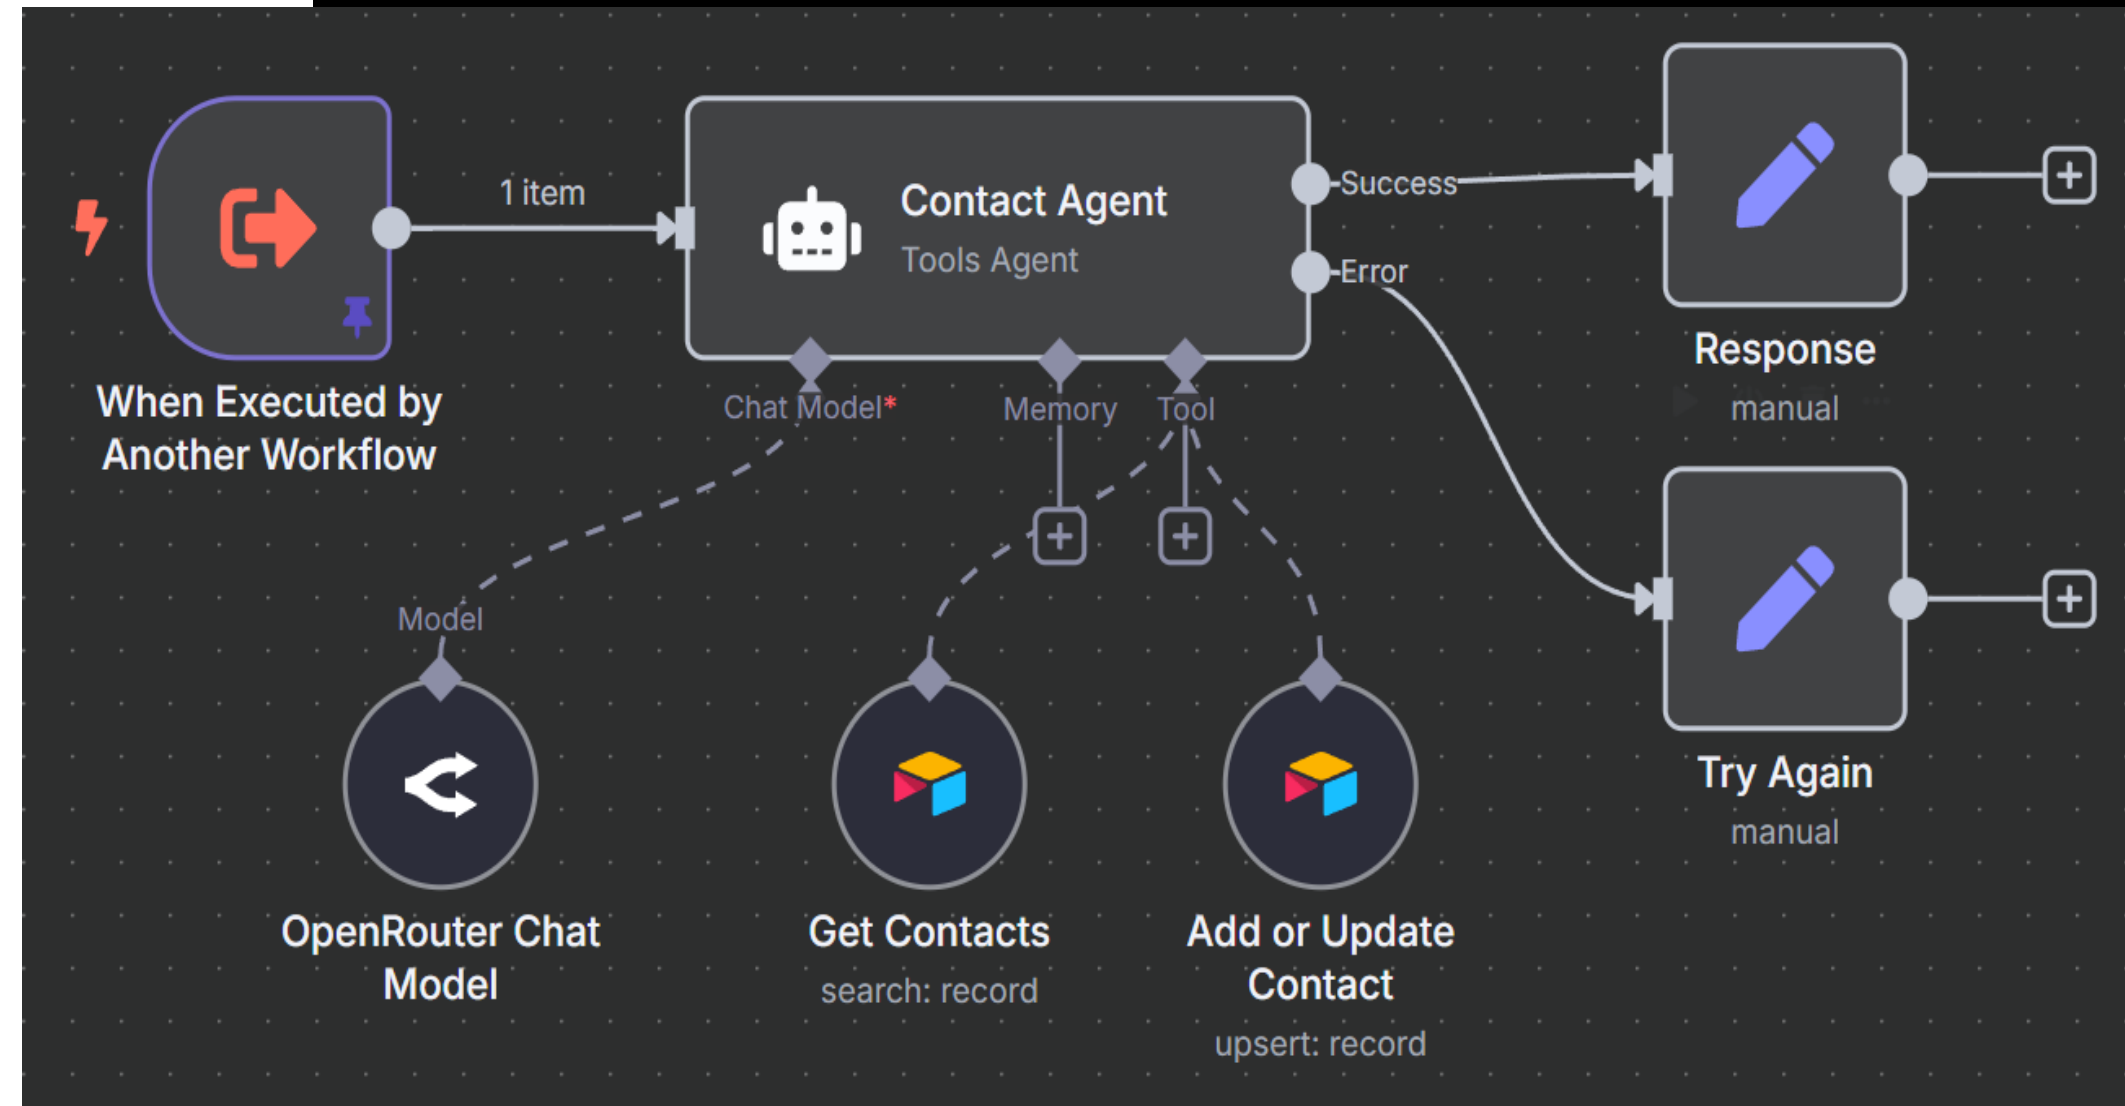 When Executed by
Another Workflow
1 item
Contact Agent
Tools Agent
Success
Error
Chat Model*
Memory
Tool
Response
manual
Try Again
manual
Model
OpenRouter Chat
Model
Get Contacts
search: record
Add or Update
Contact
upsert: record